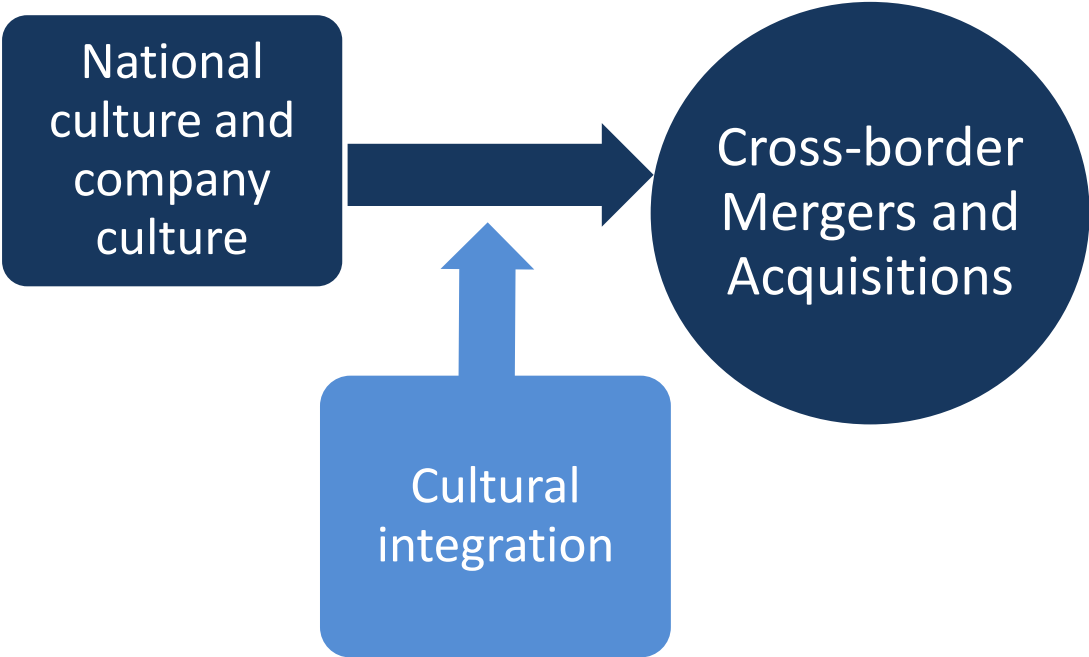 National
culture and
company
culture
Cross-border
Mergers and
Acquisitions
Cultural
integration